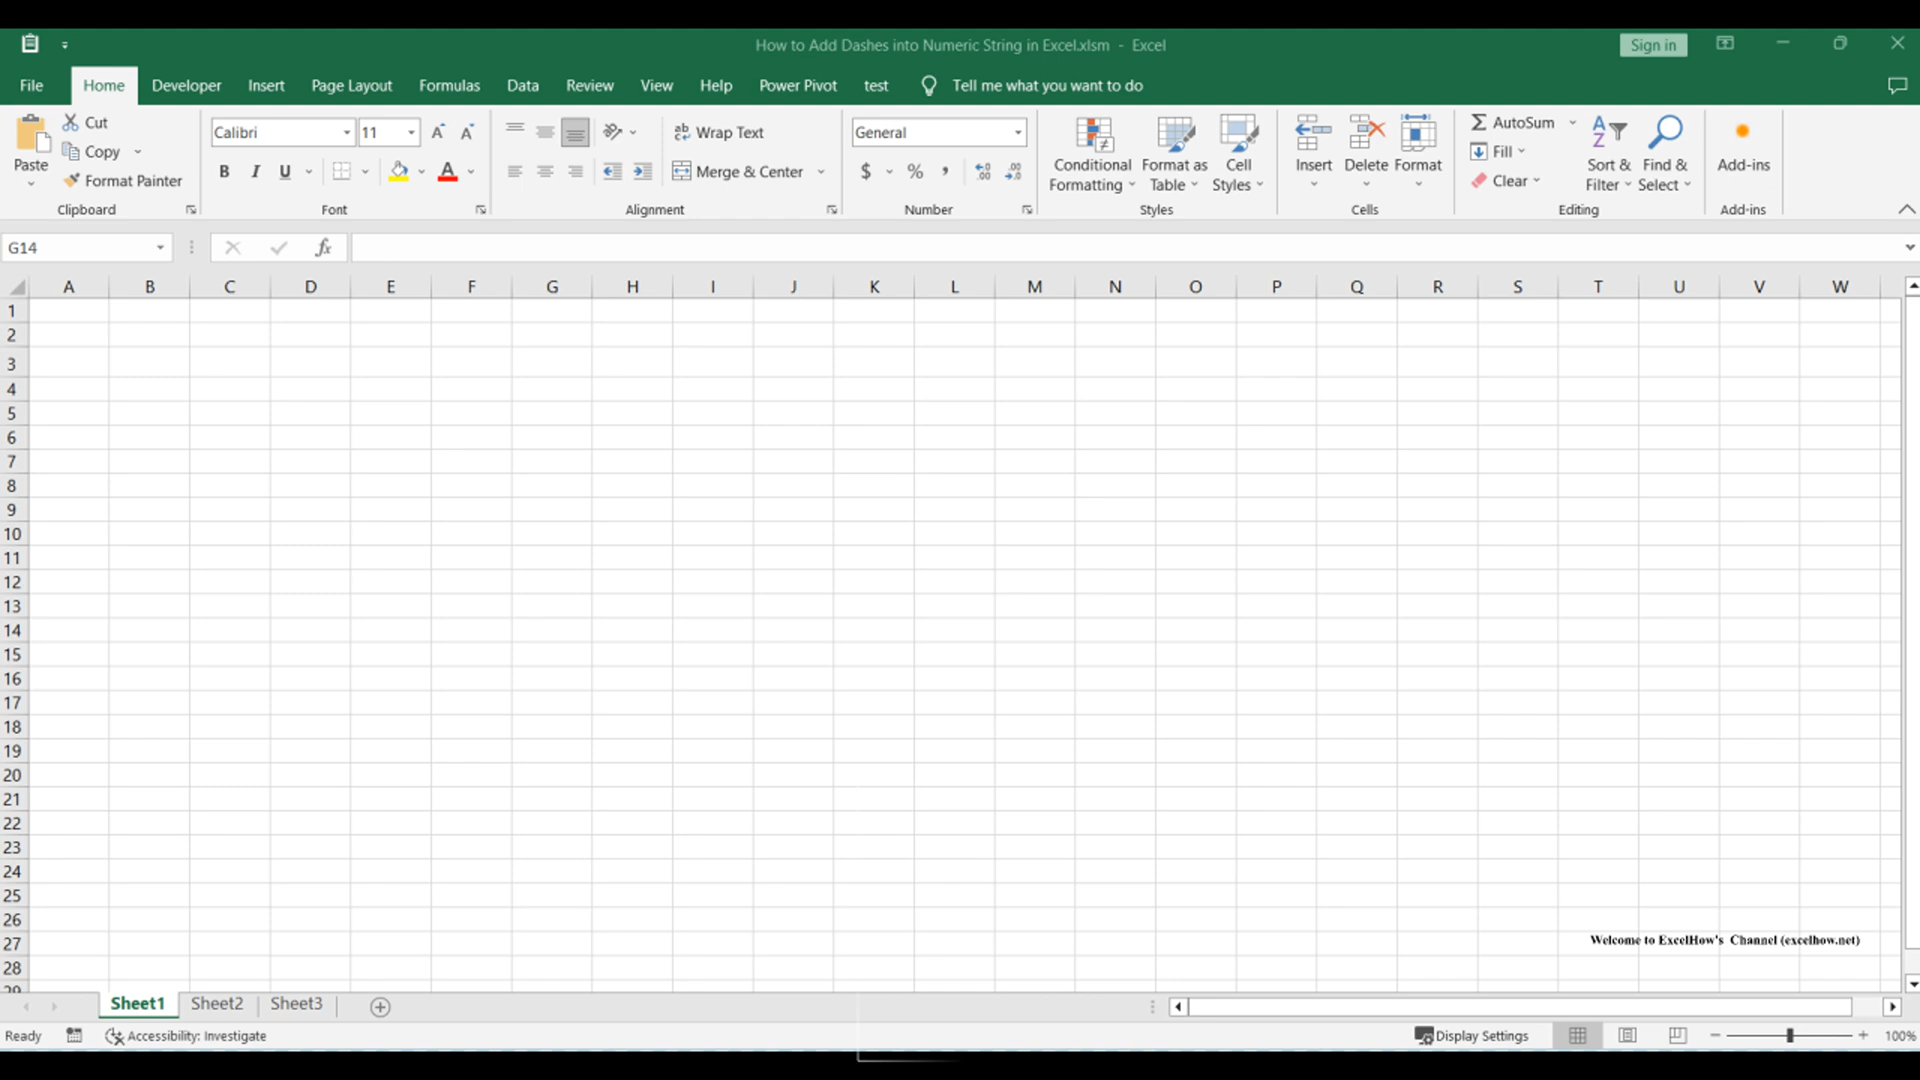 How to Add Dashes into Numeric String in Excel.xlsm - Excel
Sign in
File Home Developer Insert Page Layout Formulas Data Review View Help Power Pivot test Tell me what you want to do
Paste
Cut
Copy
Format Painter
Clipboard
Calibri 11
B I U
Font
Wrap Text
Merge & Center
Alignment
General
$ % ,
Number
Conditional Formatting
Format as Table
Cell Styles
Styles
Insert Delete Format
Cells
AutoSum
Fill
Clear
Sort & Filter
Find & Select
Editing
Add-ins
Add-ins
G14 fx
A B C D E F G H I J K L M N O P Q R S T U V W
1
2
3
4
5
6
7
8
9
10
11
12
13
14
15
16
17
18
19
20
21
22
23
24
25
26
27
28
29
Welcome to ExcelHow's Channel (excelhow.net)
Sheet1 Sheet2 Sheet3
Ready Accessibility: Investigate Display Settings 100%